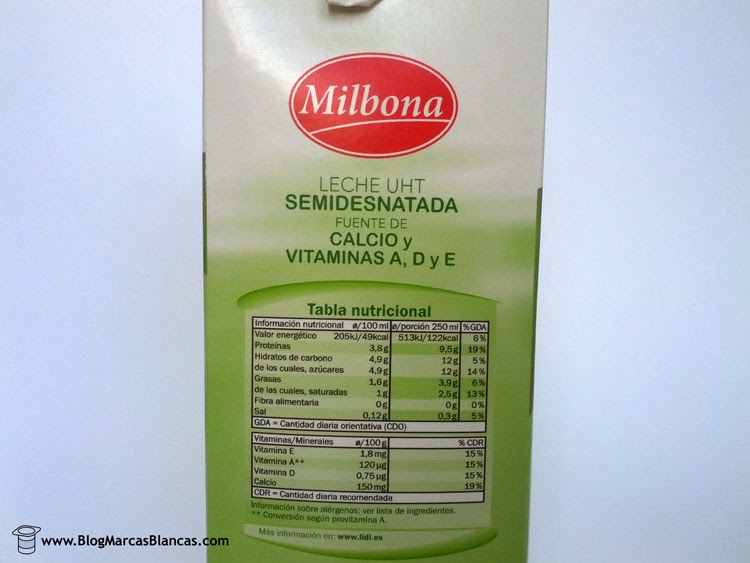 Milbona
LECHE UHT
SEMIDESNATADA
FUENTE DE
CALCIO y
VITAMINAS A, D y E
Tabla nutricional
Información nutricional ø/100 ml ø/porción 250 ml %GDA
Valor energético 205kJ/49kcal 513kJ/122kcal 6%
Proteínas 3,8g 9,5g 19%
Hidratos de carbono 4,9g 12g 5%
de los cuales, azúcares 4,9g 12g 14%
Grasas 1,6g 3,9g 6%
de las cuales, saturadas 1g 2,5g 13%
Fibra alimentaria 0g 0g 0%
Sal 0,12g 0,3g 5%
GDA = Cantidad diaria orientativa (CDO)
Vitaminas/Minerales ø/100 g % CDR
Vitamina E 1,8mg 15%
Vitamina A** 120µg 15%
Vitamina D 0,75µg 15%
Calcio 150mg 19%
CDR = Cantidad diaria recomendada
Información sobre alérgenos: ver lista de ingredientes.
** Conversión según provitamina A.
Más información en: www.lidl.es
www.BlogMarcasBlancas.com